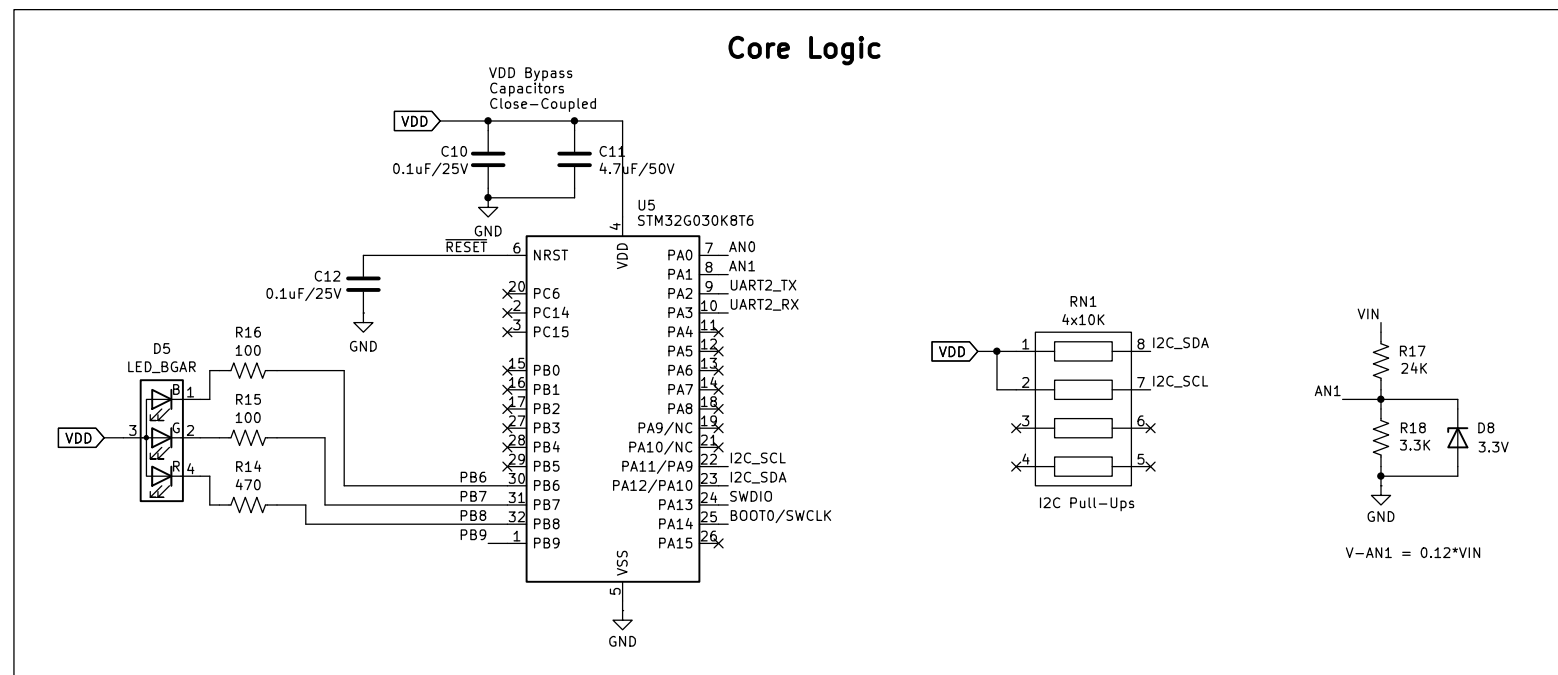 Core Logic
VDD Bypass
Capacitors
Close-Coupled
VDD
C10
0.1uF/25V
C11
4.7uF/50V
GND
U5
STM32G030K8T6
4
VDD
RESET
6
NRST
C12
0.1uF/25V
GND
20
PC6
2
PC14
3
PC15
15
PB0
16
PB1
17
PB2
27
PB3
28
PB4
29
PB5
PB6
30
PB6
PB7
31
PB7
PB8
32
PB8
PB9
1
PB9
PA0
7
AN0
PA1
8
AN1
PA2
9
UART2_TX
PA3
10
UART2_RX
PA4
11
PA5
12
PA6
13
PA7
14
PA8
18
PA9/NC
19
PA10/NC
21
PA11/PA9
22
I2C_SCL
PA12/PA10
23
I2C_SDA
PA13
24
SWDIO
PA14
25
BOOT0/SWCLK
PA15
26
VSS
5
GND
D5
LED_BGAR
VDD
3
B
1
G
2
R
4
R16
100
R15
100
R14
470
RN1
4x10K
VDD
1
8
I2C_SDA
2
7
I2C_SCL
3
6
4
5
I2C Pull-Ups
VIN
R17
24K
AN1
R18
3.3K
D8
3.3V
GND
V-AN1 = 0.12*VIN